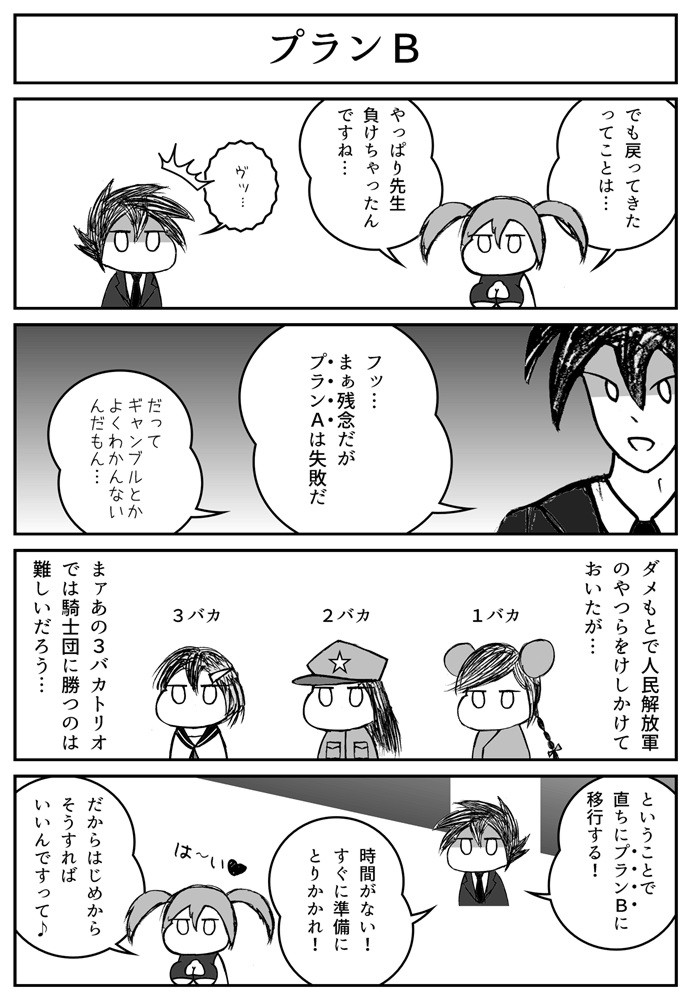 プランB
でも戻ってきた
ってことは…
やっぱり先生
負けちゃったん
ですね…
ヴッ…
フッ…
まぁ残念だが
プランAは失敗だ
だって
ギャンブルとか
よくわかんない
んだもん…
ダメもとで人民解放軍
のやつらをけしかけて
おいたが…
1バカ
2バカ
3バカ
まァあの3バカトリオ
では騎士団に勝つのは
難しいだろう…
ということで
直ちにプランBに
移行する!
時間がない!
すぐに準備に
とりかかれ!
は~い♥
だからはじめから
そうすれば
いいんですって♪